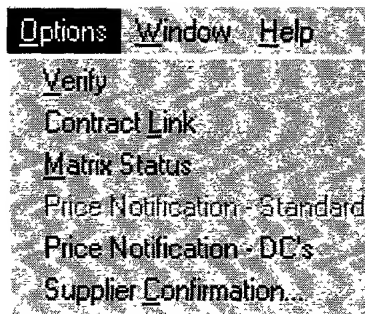 Options Window Help
Verify
Contract Link
Matrix Status
Price Notification - Standard
Price Notification - DC's
Supplier Confirmation...